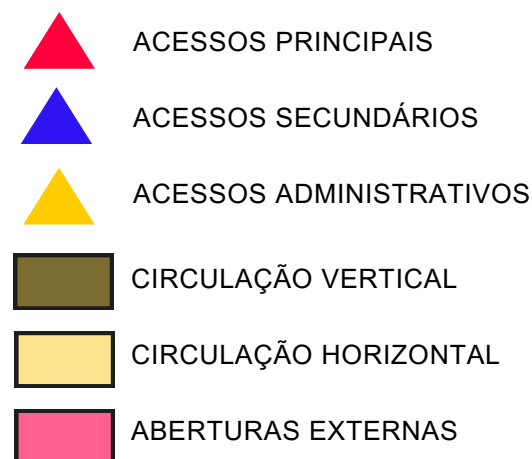 ACESSOS PRINCIPAIS
ACESSOS SECUNDÁRIOS
ACESSOS ADMINISTRATIVOS
CIRCULAÇÃO VERTICAL
CIRCULAÇÃO HORIZONTAL
ABERTURAS EXTERNAS